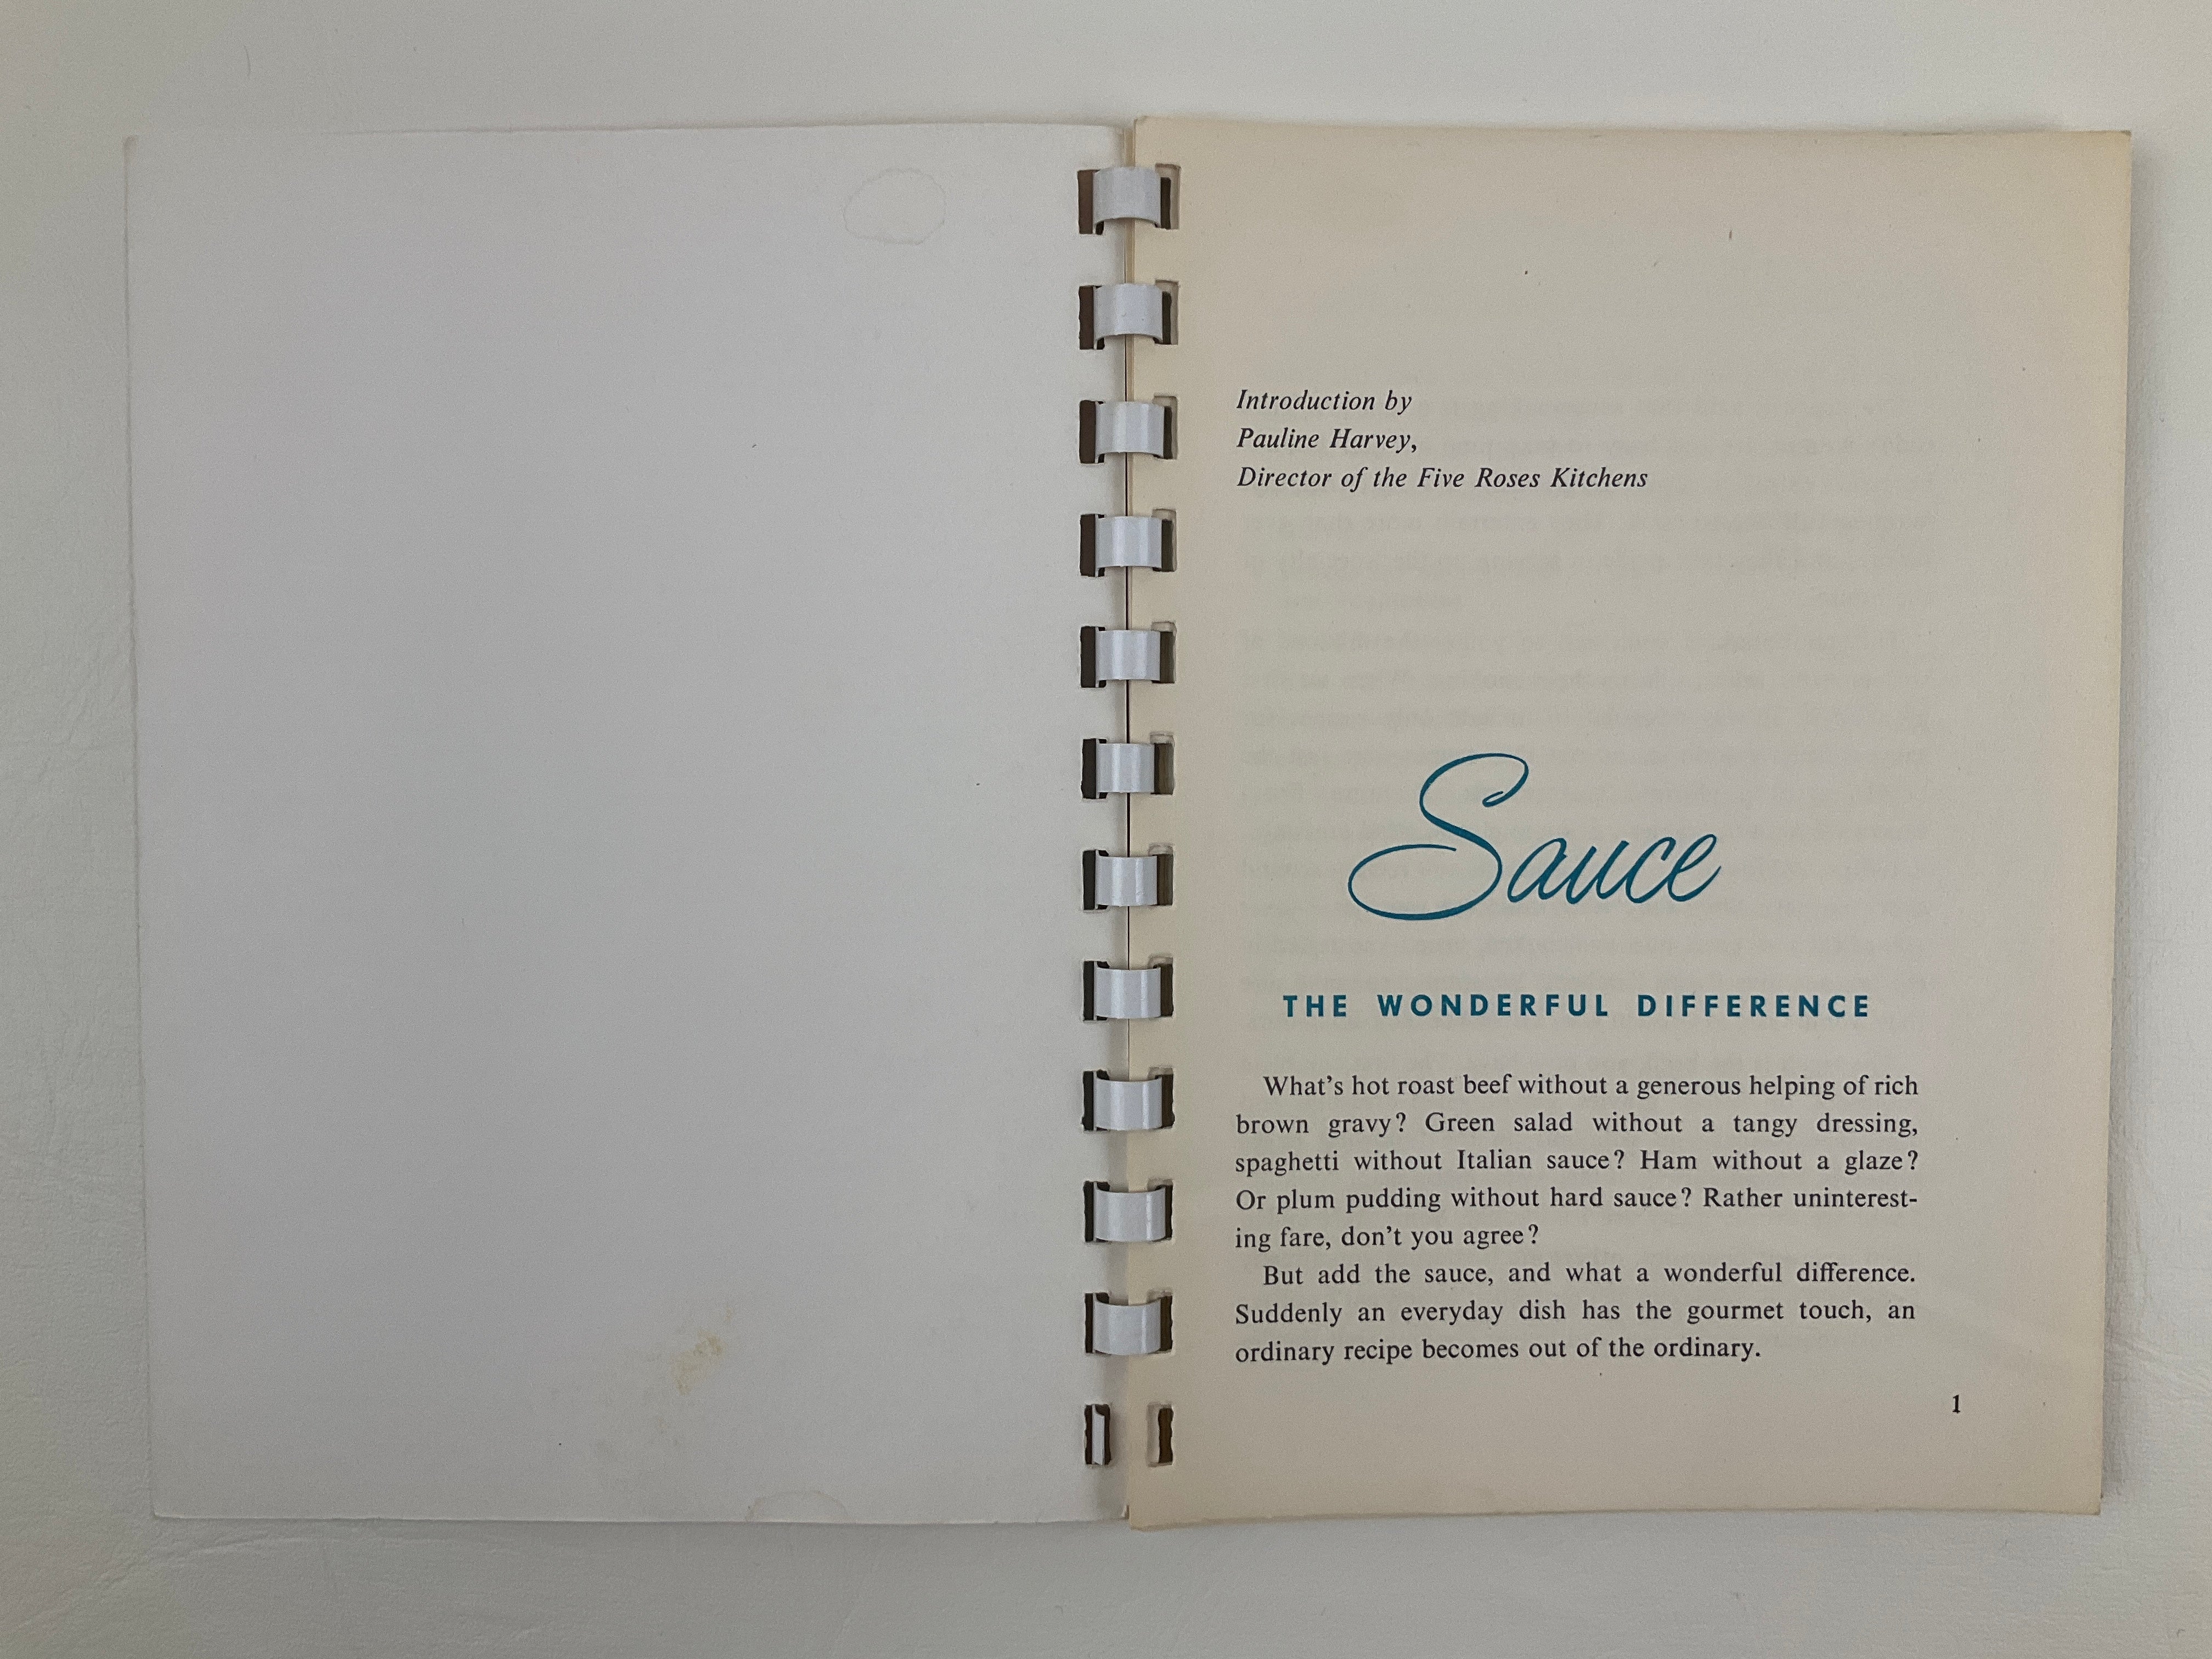 Introduction by
Pauline Harvey,
Director of the Five Roses Kitchens
Sauce
THE WONDERFUL DIFFERENCE
What's hot roast beef without a generous helping of rich
brown gravy? Green salad without a tangy dressing,
spaghetti without Italian sauce? Ham without a glaze?
Or plum pudding without hard sauce? Rather uninterest-
ing fare, don't you agree?
But add the sauce, and what a wonderful difference.
Suddenly an everyday dish has the gourmet touch, an
ordinary recipe becomes out of the ordinary.
1